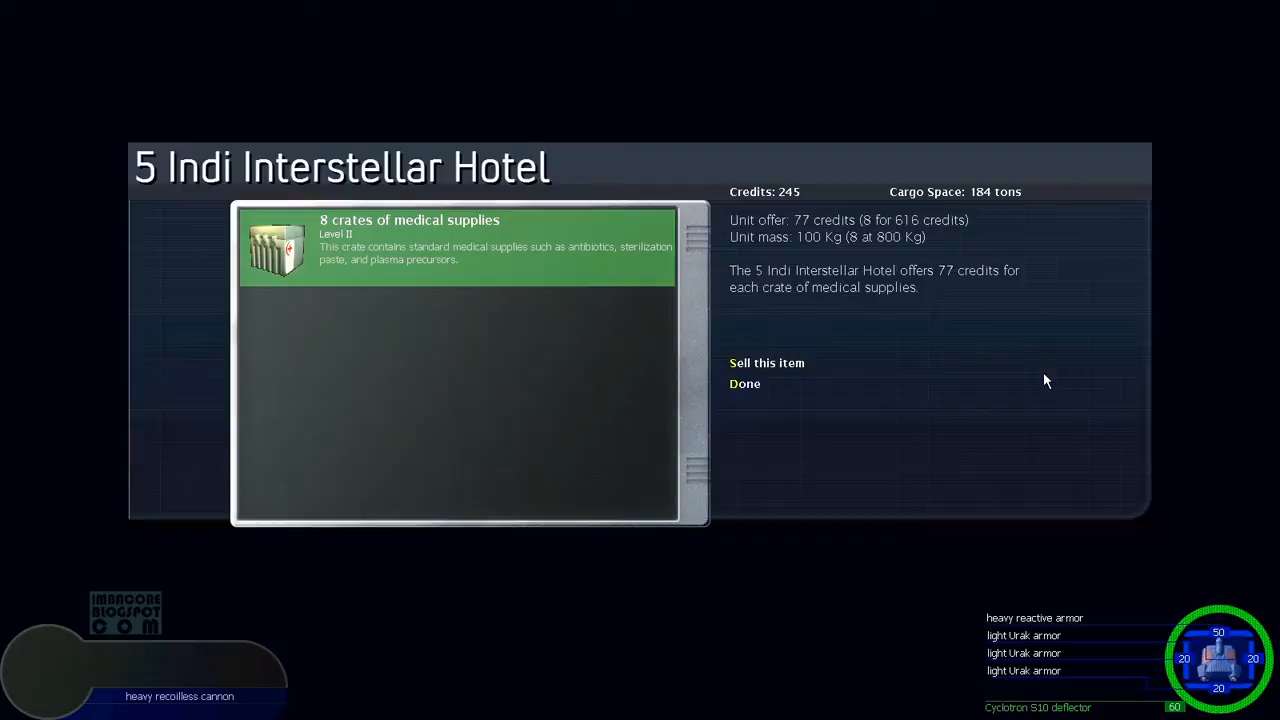 5 Indi Interstellar Hotel
Credits: 245
Cargo Space: 184 tons
8 crates of medical supplies
Level II
This crate contains standard medical supplies such as antibiotics, sterilization
paste, and plasma precursors.
Unit offer: 77 credits (8 for 616 credits)
Unit mass: 100 Kg (8 at 800 Kg)
The 5 Indi Interstellar Hotel offers 77 credits for
each crate of medical supplies.
Sell this item
Done
IMBACORE
BLOGSPOT
COM
heavy recoilless cannon
heavy reactive armor
light Urak armor
light Urak armor
light Urak armor
50
20
20
20
Cyclotron S10 deflector
60